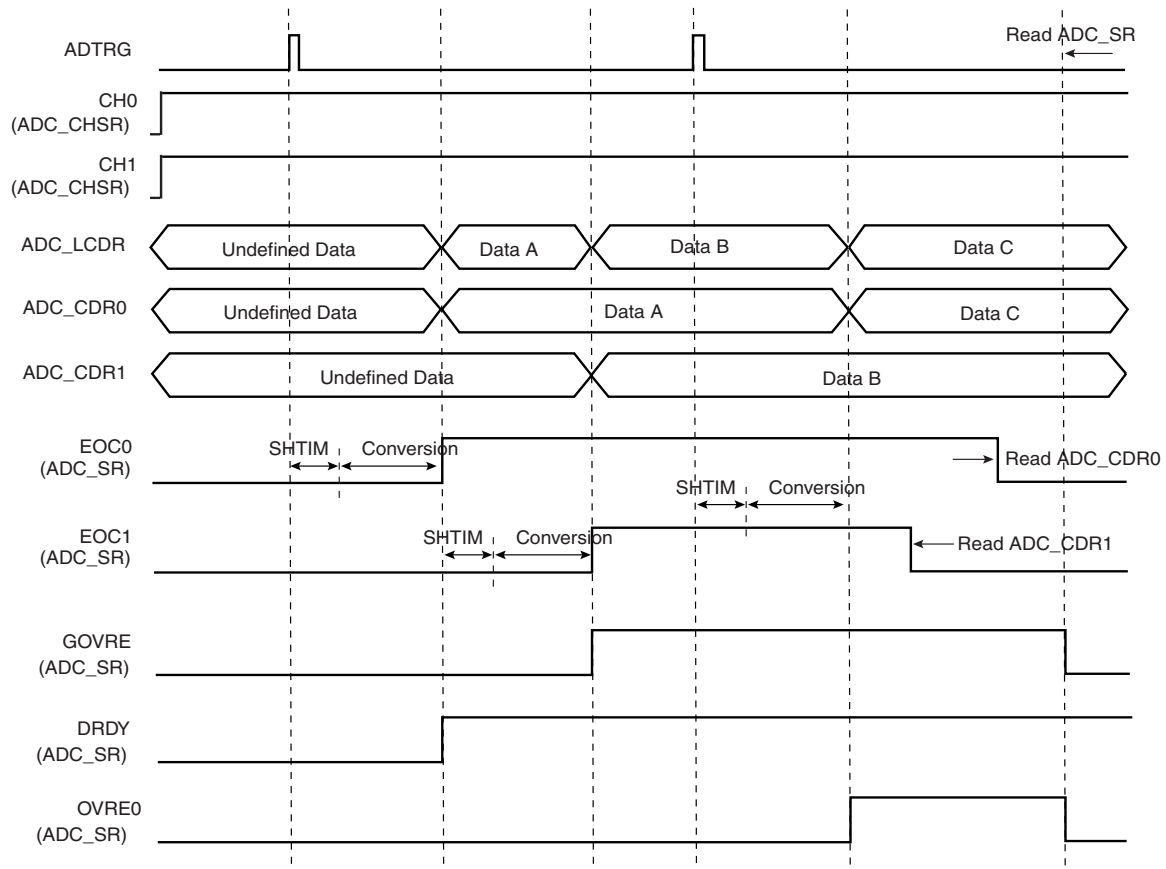 Read ADC_SR
ADTRG
CH0
(ADC_CHSR)
CH1
(ADC_CHSR)
ADC_LCDR
Undefined Data
Data A
Data B
Data C
ADC_CDR0
Undefined Data
Data A
Data C
ADC_CDR1
Undefined Data
Data B
EOC0
(ADC_SR)
SHTIM
Conversion
Read ADC_CDR0
SHTIM
Conversion
EOC1
(ADC_SR)
SHTIM
Conversion
Read ADC_CDR1
GOVRE
(ADC_SR)
DRDY
(ADC_SR)
OVRE0
(ADC_SR)